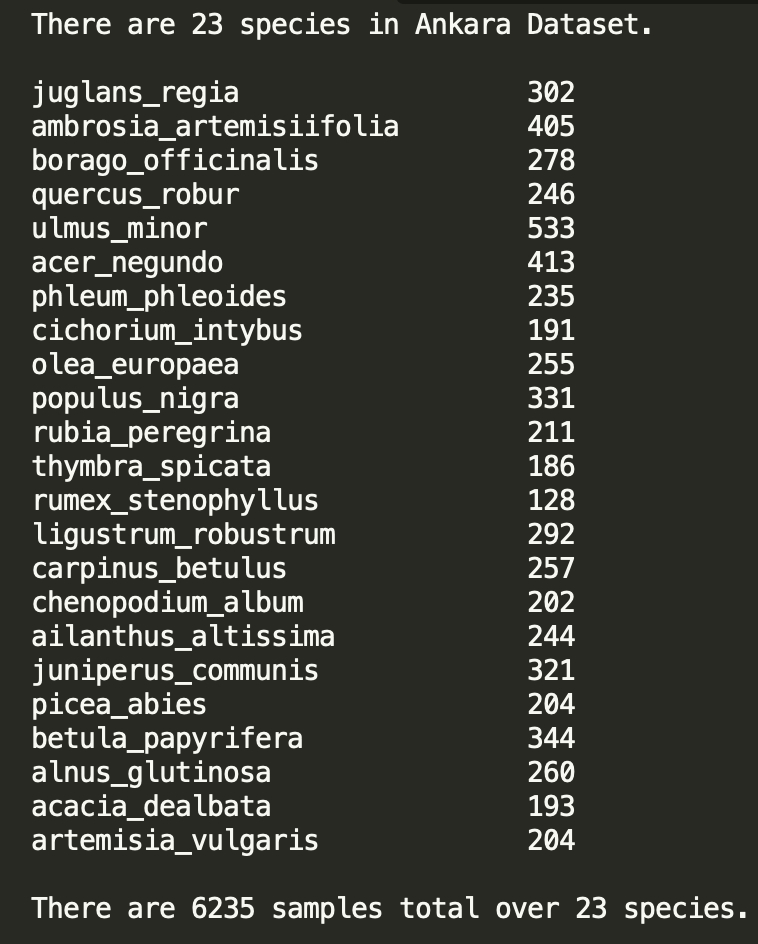 There are 23 species in Ankara Dataset.
juglans_regia 302
ambrosia_artemisiifolia 405
borago_officinalis 278
quercus_robur 246
ulmus_minor 533
acer_negundo 413
phleum_phleoides 235
cichorium_intybus 191
olea_europaea 255
populus_nigra 331
rubia_peregrina 211
thymbra_spicata 186
rumex_stenophyllus 128
ligustrum_robustrum 292
carpinus_betulus 257
chenopodium_album 202
ailanthus_altissima 244
juniperus_communis 321
picea_abies 204
betula_papyrifera 344
alnus_glutinosa 260
acacia_dealbata 193
artemisia_vulgaris 204
There are 6235 samples total over 23 species.